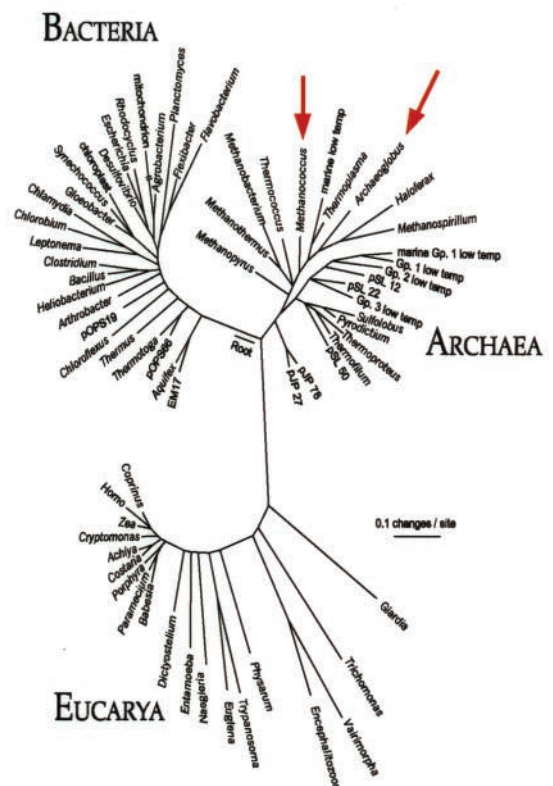 BACTERIA
Planctomyces
mitochondrion
Rhodocyclus
Escherichia
Desulfovibrio
chloroplast
Synechococcus
Gloeobacter
Chlamydia
Chlorobium
Leptonema
Clostridium
Bacillus
Heliobacterium
Arthrobacter
pOPS19
Chloroflexus
Thermus
Thermotoga
pOPS66
Aquifex
EM17
Agrobacterium
Flexibacter
Flavobacterium
Root
Methanopyrus
Methanothermus
Methanobacterium
Thermococcus
Methanococcus
marine low temp
Thermoplasma
Archaeoglobus
Haloferax
Methanospirillum
marine Gp. 1 low temp
Gp. 1 low temp
Gp. 2 low temp
pSL 12
pSL 22
Gp. 3 low temp
Sulfolobus
Pyrodictium
Thermoproteus
Thermofilum
pSL 50
pJP 78
pJP 27
ARCHAEA
0.1 changes / site
Coprinus
Homo
Zea
Cryptomonas
Achlya
Costaria
Porphyra
Paramecium
Babesia
Dictyostelium
Entamoeba
Naegleria
Euglena
Trypanosoma
Physarum
Encephalitozoon
Vairimorpha
Trichomonas
Giardia
EUCARYA